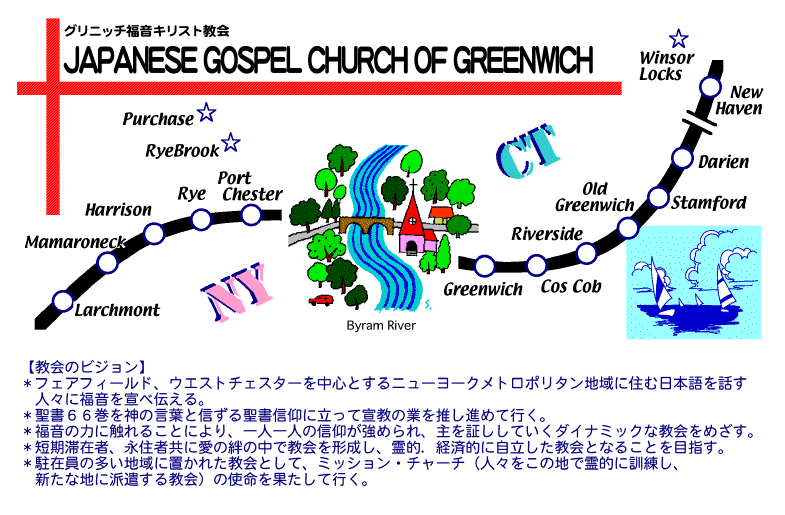 グリニッチ福音キリスト教会
JAPANESE GOSPEL CHURCH OF GREENWICH
Winsor
Locks
New
Haven
Purchase
RyeBrook
CT
Darien
Port
Chester
Rye
Old
Greenwich
Stamford
Harrison
Riverside
Mamaroneck
Greenwich
Cos Cob
NY
Larchmont
Byram River
【教会のビジョン】
＊フェアフィールド、ウエストチェスターを中心とするニューヨークメトロポリタン地域に住む日本語を話す
人々に福音を宣べ伝える。
＊聖書６６巻を神の言葉と信ずる聖書信仰に立って宣教の業を推し進めて行く。
＊福音の力に触れることにより、一人一人の信仰が強められ、主を証ししていくダイナミックな教会をめざす。
＊短期滞在者、永住者共に愛の絆の中で教会を形成し、霊的．経済的に自立した教会となることを目指す。
＊駐在員の多い地域に置かれた教会として、ミッション・チャーチ（人々をこの地で霊的に訓練し、
新たな地に派遣する教会）の使命を果たして行く。